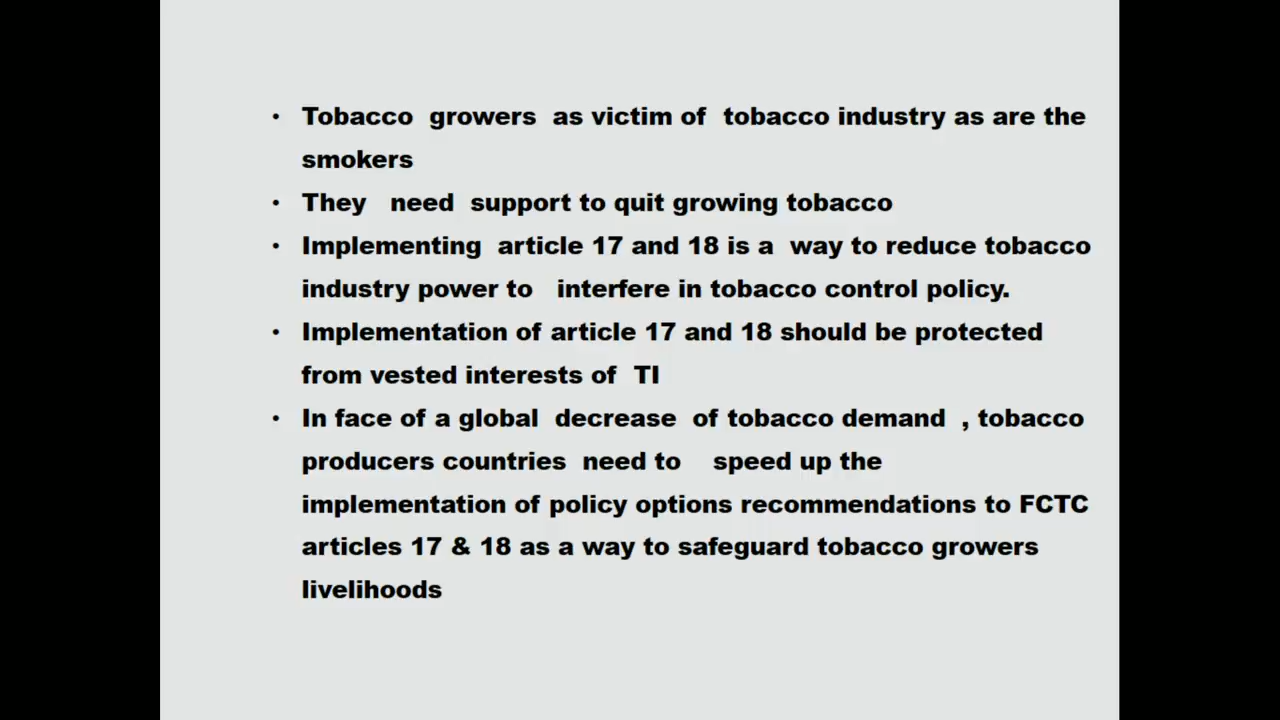 • Tobacco growers as victim of tobacco industry as are the
smokers
• They need support to quit growing tobacco
• Implementing article 17 and 18 is a way to reduce tobacco
industry power to interfere in tobacco control policy.
• Implementation of article 17 and 18 should be protected
from vested interests of TI
• In face of a global decrease of tobacco demand , tobacco
producers countries need to speed up the
implementation of policy options recommendations to FCTC
articles 17 & 18 as a way to safeguard tobacco growers
livelihoods